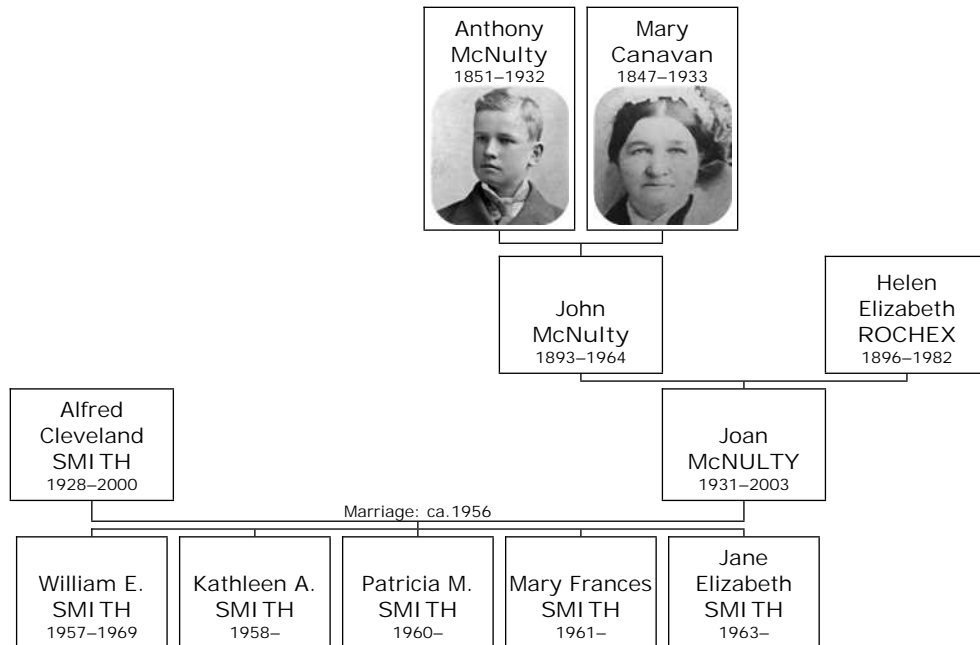 Anthony
McNulty
1851–1932
Mary
Canavan
1847–1933
John
McNulty
1893–1964
Helen
Elizabeth
ROCHEX
1896–1982
Alfred
Cleveland
SMITH
1928–2000
Joan
McNULTY
1931–2003
Marriage: ca.1956
William E.
SMITH
1957–1969
Kathleen A.
SMITH
1958–
Patricia M.
SMITH
1960–
Mary Frances
SMITH
1961–
Jane
Elizabeth
SMITH
1963–